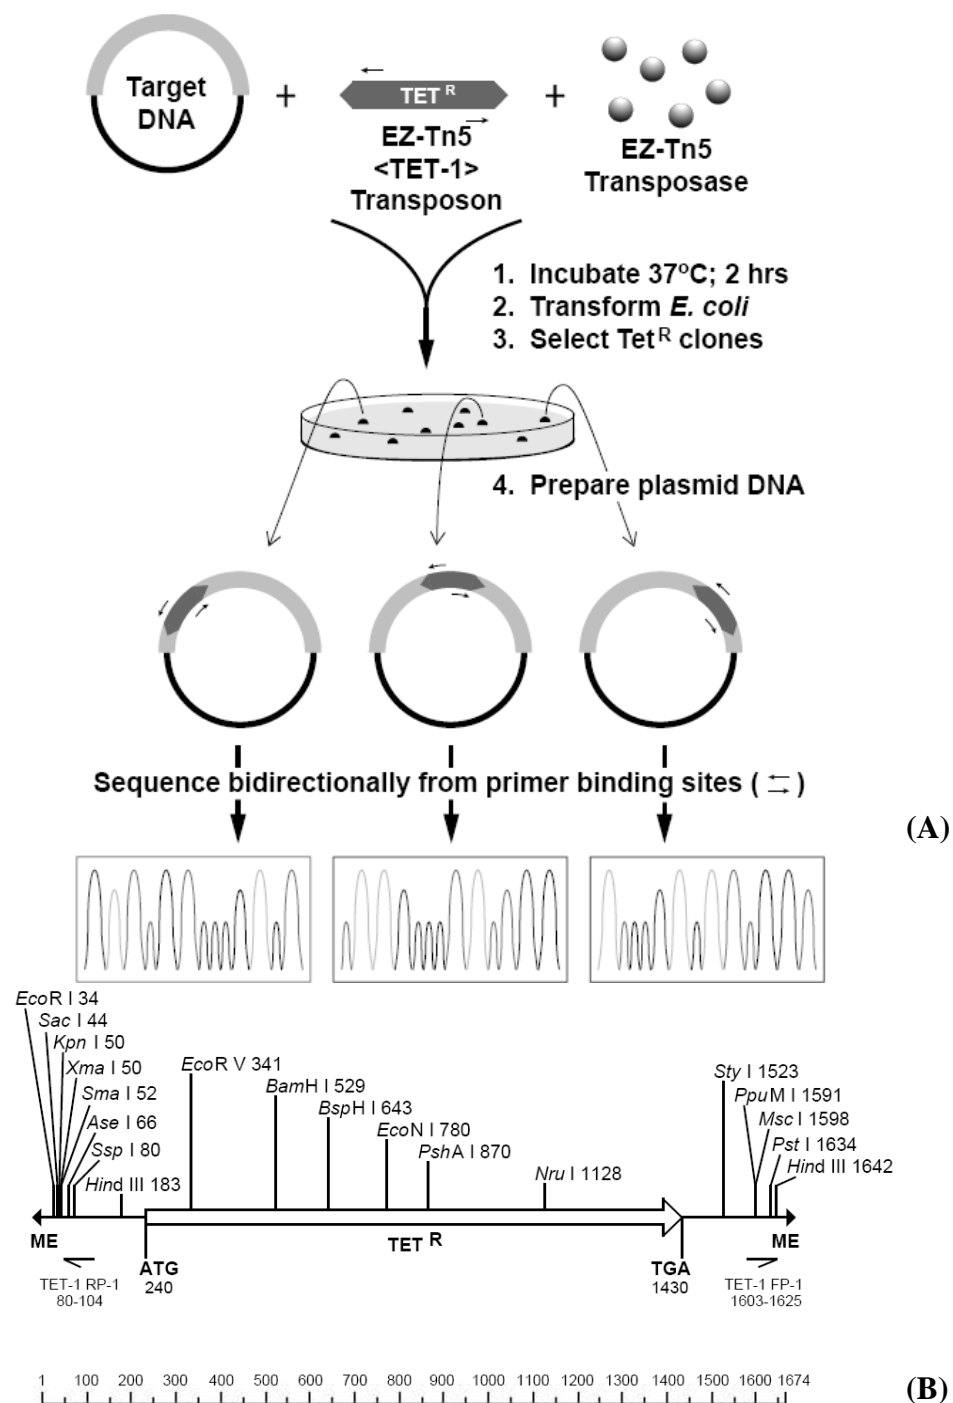 Target
DNA
+
TET R
+
EZ-Tn5
<TET-1>
Transposon
EZ-Tn5
Transposase
1. Incubate 37ºC; 2 hrs
2. Transform E. coli
3. Select Tet R clones
4. Prepare plasmid DNA
Sequence bidirectionally from primer binding sites ( )
(A)
EcoR I 34
Sac I 44
Kpn I 50
Xma I 50
Sma I 52
Ase I 66
Ssp I 80
Hind III 183
EcoR V 341
BamH I 529
BspH I 643
EcoN I 780
PshA I 870
Nru I 1128
Sty I 1523
PpuM I 1591
Msc I 1598
Pst I 1634
Hind III 1642
ME
ATG
240
TET R
TGA
1430
ME
TET-1 RP-1
80-104
TET-1 FP-1
1603-1625
1 100 200 300 400 500 600 700 800 900 1000 1100 1200 1300 1400 1500 1600 1674
(B)